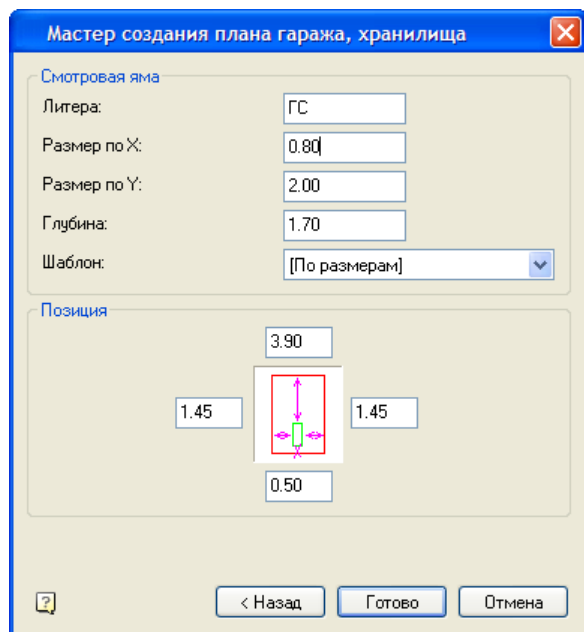 Мастер создания плана гаража, хранилища
Смотровая яма
Литера: ГС
Размер по X: 0.80
Размер по Y: 2.00
Глубина: 1.70
Шаблон: [По размерам]
Позиция
3.90
1.45 1.45
0.50
? < Назад Готово Отмена